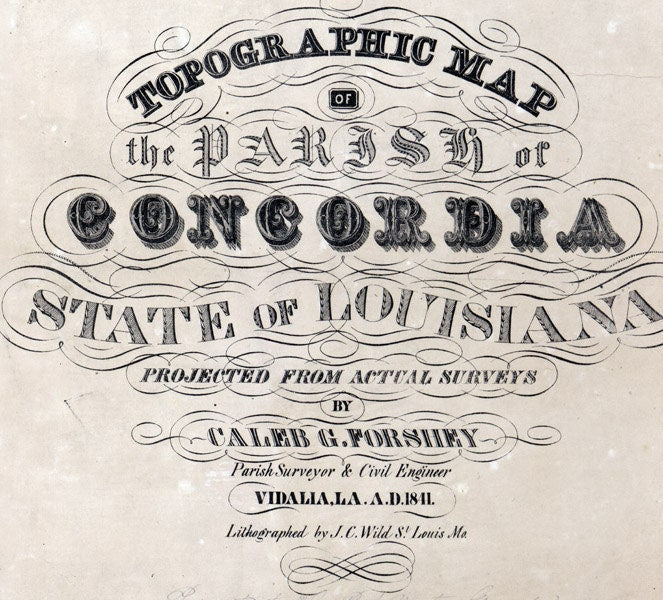 TOPOGRAPHIC MAP
OF
the PARISH of
CONCORDIA
STATE OF LOUISIANA
PROJECTED FROM ACTUAL SURVEYS
BY
CALEB G. FORSHEY
Parish Surveyor & Civil Engineer
VIDALIA, LA. A.D. 1841.
Lithographed by J. C. Wild St Louis Mo.